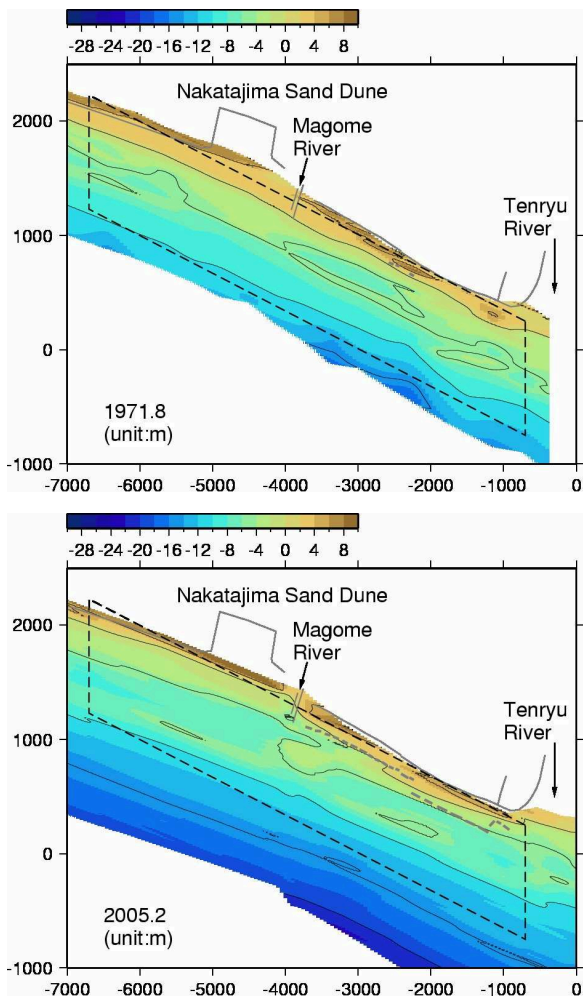 -28 -24 -20 -16 -12 -8 -4 0 4 8
2000
1000
0
-1000
Nakatajima Sand Dune
Magome
River
Tenryu
River
1971.8
(unit:m)
-7000 -6000 -5000 -4000 -3000 -2000 -1000 0
-28 -24 -20 -16 -12 -8 -4 0 4 8
2000
1000
0
-1000
Nakatajima Sand Dune
Magome
River
Tenryu
River
2005.2
(unit:m)
-7000 -6000 -5000 -4000 -3000 -2000 -1000 0